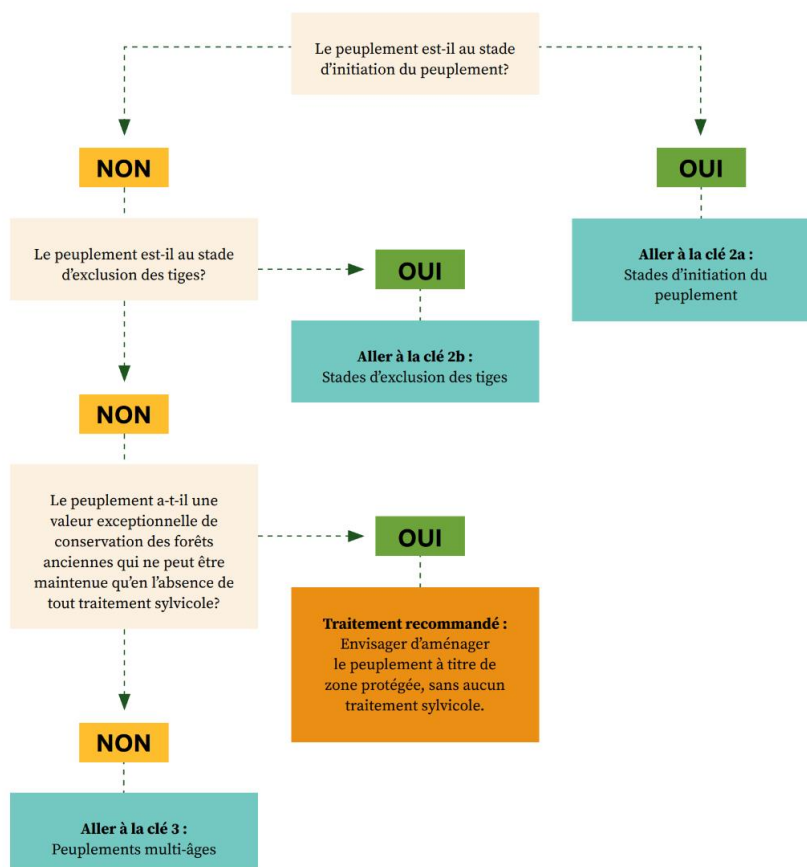 Le peuplement est-il au stade
d’initiation du peuplement?
NON
OUI
Le peuplement est-il au stade
d’exclusion des tiges?
OUI
Aller à la clé 2a :
Stades d’initiation du
peuplement
Aller à la clé 2b :
Stades d’exclusion des tiges
NON
Le peuplement a-t-il une
valeur exceptionnelle de
conservation des forêts
anciennes qui ne peut être
maintenue qu’en l’absence de
tout traitement sylvicole?
OUI
Traitement recommandé :
Envisager d’aménager
le peuplement à titre de
zone protégée, sans aucun
traitement sylvicole.
NON
Aller à la clé 3 :
Peuplements multi-âges